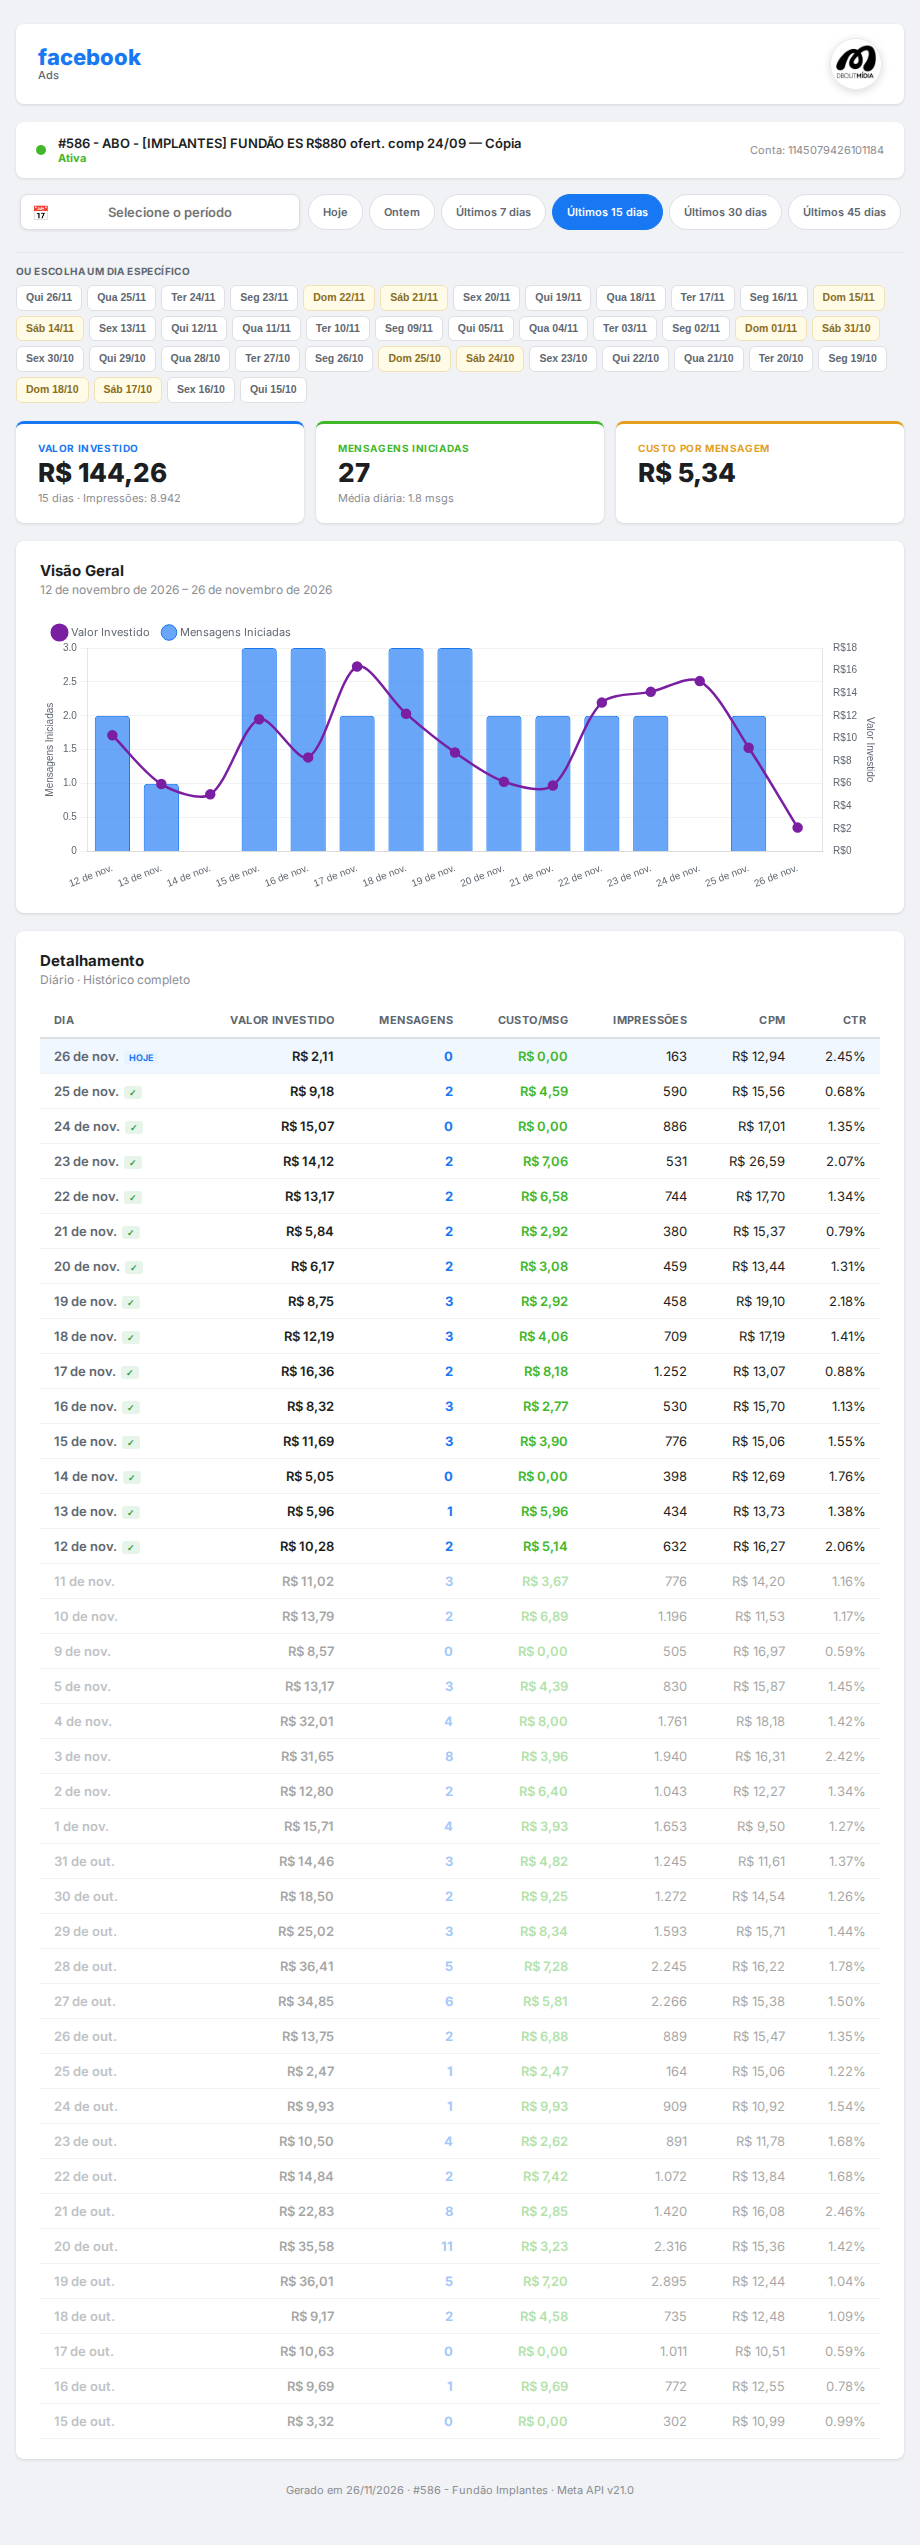 facebook
Ads
DBOUTMÍDIA
#586 - ABO - [IMPLANTES] FUNDÃO ES R$880 ofert. comp 24/09 — Cópia
Ativa
Conta: 1145079426101184
Selecione o período
Hoje
Ontem
Últimos 7 dias
Últimos 15 dias
Últimos 30 dias
Últimos 45 dias
OU ESCOLHA UM DIA ESPECÍFICO
Qui 26/11 Qua 25/11 Ter 24/11 Seg 23/11 Dom 22/11 Sáb 21/11 Sex 20/11 Qui 19/11 Qua 18/11 Ter 17/11 Seg 16/11 Dom 15/11
Sáb 14/11 Sex 13/11 Qui 12/11 Qua 11/11 Ter 10/11 Seg 09/11 Qui 05/11 Qua 04/11 Ter 03/11 Seg 02/11 Dom 01/11 Sáb 31/10
Sex 30/10 Qui 29/10 Qua 28/10 Ter 27/10 Seg 26/10 Dom 25/10 Sáb 24/10 Sex 23/10 Qui 22/10 Qua 21/10 Ter 20/10 Seg 19/10
Dom 18/10 Sáb 17/10 Sex 16/10 Qui 15/10
VALOR INVESTIDO
R$ 144,26
15 dias · Impressões: 8.942
MENSAGENS INICIADAS
27
Média diária: 1.8 msgs
CUSTO POR MENSAGEM
R$ 5,34
Visão Geral
12 de novembro de 2026 – 26 de novembro de 2026
Valor Investido Mensagens Iniciadas
Mensagens Iniciadas
3.0
2.5
2.0
1.5
1.0
0.5
0
R$18
R$16
R$14
R$12
R$10
R$8
R$6
R$4
R$2
R$0
Valor Investido
12 de nov. 13 de nov. 14 de nov. 15 de nov. 16 de nov. 17 de nov. 18 de nov. 19 de nov. 20 de nov. 21 de nov. 22 de nov. 23 de nov. 24 de nov. 25 de nov. 26 de nov.
Detalhamento
Diário · Histórico completo
DIA VALOR INVESTIDO MENSAGENS CUSTO/MSG IMPRESSÕES CPM CTR
26 de nov. HOJE R$ 2,11 0 R$ 0,00 163 R$ 12,94 2.45%
25 de nov. ✓ R$ 9,18 2 R$ 4,59 590 R$ 15,56 0.68%
24 de nov. ✓ R$ 15,07 0 R$ 0,00 886 R$ 17,01 1.35%
23 de nov. ✓ R$ 14,12 2 R$ 7,06 531 R$ 26,59 2.07%
22 de nov. ✓ R$ 13,17 2 R$ 6,58 744 R$ 17,70 1.34%
21 de nov. ✓ R$ 5,84 2 R$ 2,92 380 R$ 15,37 0.79%
20 de nov. ✓ R$ 6,17 2 R$ 3,08 459 R$ 13,44 1.31%
19 de nov. ✓ R$ 8,75 3 R$ 2,92 458 R$ 19,10 2.18%
18 de nov. ✓ R$ 12,19 3 R$ 4,06 709 R$ 17,19 1.41%
17 de nov. ✓ R$ 16,36 2 R$ 8,18 1.252 R$ 13,07 0.88%
16 de nov. ✓ R$ 8,32 3 R$ 2,77 530 R$ 15,70 1.13%
15 de nov. ✓ R$ 11,69 3 R$ 3,90 776 R$ 15,06 1.55%
14 de nov. ✓ R$ 5,05 0 R$ 0,00 398 R$ 12,69 1.76%
13 de nov. ✓ R$ 5,96 1 R$ 5,96 434 R$ 13,73 1.38%
12 de nov. ✓ R$ 10,28 2 R$ 5,14 632 R$ 16,27 2.06%
11 de nov. R$ 11,02 3 R$ 3,67 776 R$ 14,20 1.16%
10 de nov. R$ 13,79 2 R$ 6,89 1.196 R$ 11,53 1.17%
9 de nov. R$ 8,57 0 R$ 0,00 505 R$ 16,97 0.59%
5 de nov. R$ 13,17 3 R$ 4,39 830 R$ 15,87 1.45%
4 de nov. R$ 32,01 4 R$ 8,00 1.761 R$ 18,18 1.42%
3 de nov. R$ 31,65 8 R$ 3,96 1.940 R$ 16,31 2.42%
2 de nov. R$ 12,80 2 R$ 6,40 1.043 R$ 12,27 1.34%
1 de nov. R$ 15,71 4 R$ 3,93 1.653 R$ 9,50 1.27%
31 de out. R$ 14,46 3 R$ 4,82 1.245 R$ 11,61 1.37%
30 de out. R$ 18,50 2 R$ 9,25 1.272 R$ 14,54 1.26%
29 de out. R$ 25,02 3 R$ 8,34 1.593 R$ 15,71 1.44%
28 de out. R$ 36,41 5 R$ 7,28 2.245 R$ 16,22 1.78%
27 de out. R$ 34,85 6 R$ 5,81 2.266 R$ 15,38 1.50%
26 de out. R$ 13,75 2 R$ 6,88 889 R$ 15,47 1.35%
25 de out. R$ 2,47 1 R$ 2,47 164 R$ 15,06 1.22%
24 de out. R$ 9,93 1 R$ 9,93 909 R$ 10,92 1.54%
23 de out. R$ 10,50 4 R$ 2,62 891 R$ 11,78 1.68%
22 de out. R$ 14,84 2 R$ 7,42 1.072 R$ 13,84 1.68%
21 de out. R$ 22,83 8 R$ 2,85 1.420 R$ 16,08 2.46%
20 de out. R$ 35,58 11 R$ 3,23 2.316 R$ 15,36 1.42%
19 de out. R$ 36,01 5 R$ 7,20 2.895 R$ 12,44 1.04%
18 de out. R$ 9,17 2 R$ 4,58 735 R$ 12,48 1.09%
17 de out. R$ 10,63 0 R$ 0,00 1.011 R$ 10,51 0.59%
16 de out. R$ 9,69 1 R$ 9,69 772 R$ 12,55 0.78%
15 de out. R$ 3,32 0 R$ 0,00 302 R$ 10,99 0.99%
Gerado em 26/11/2026 · #586 - Fundão Implantes · Meta API v21.0